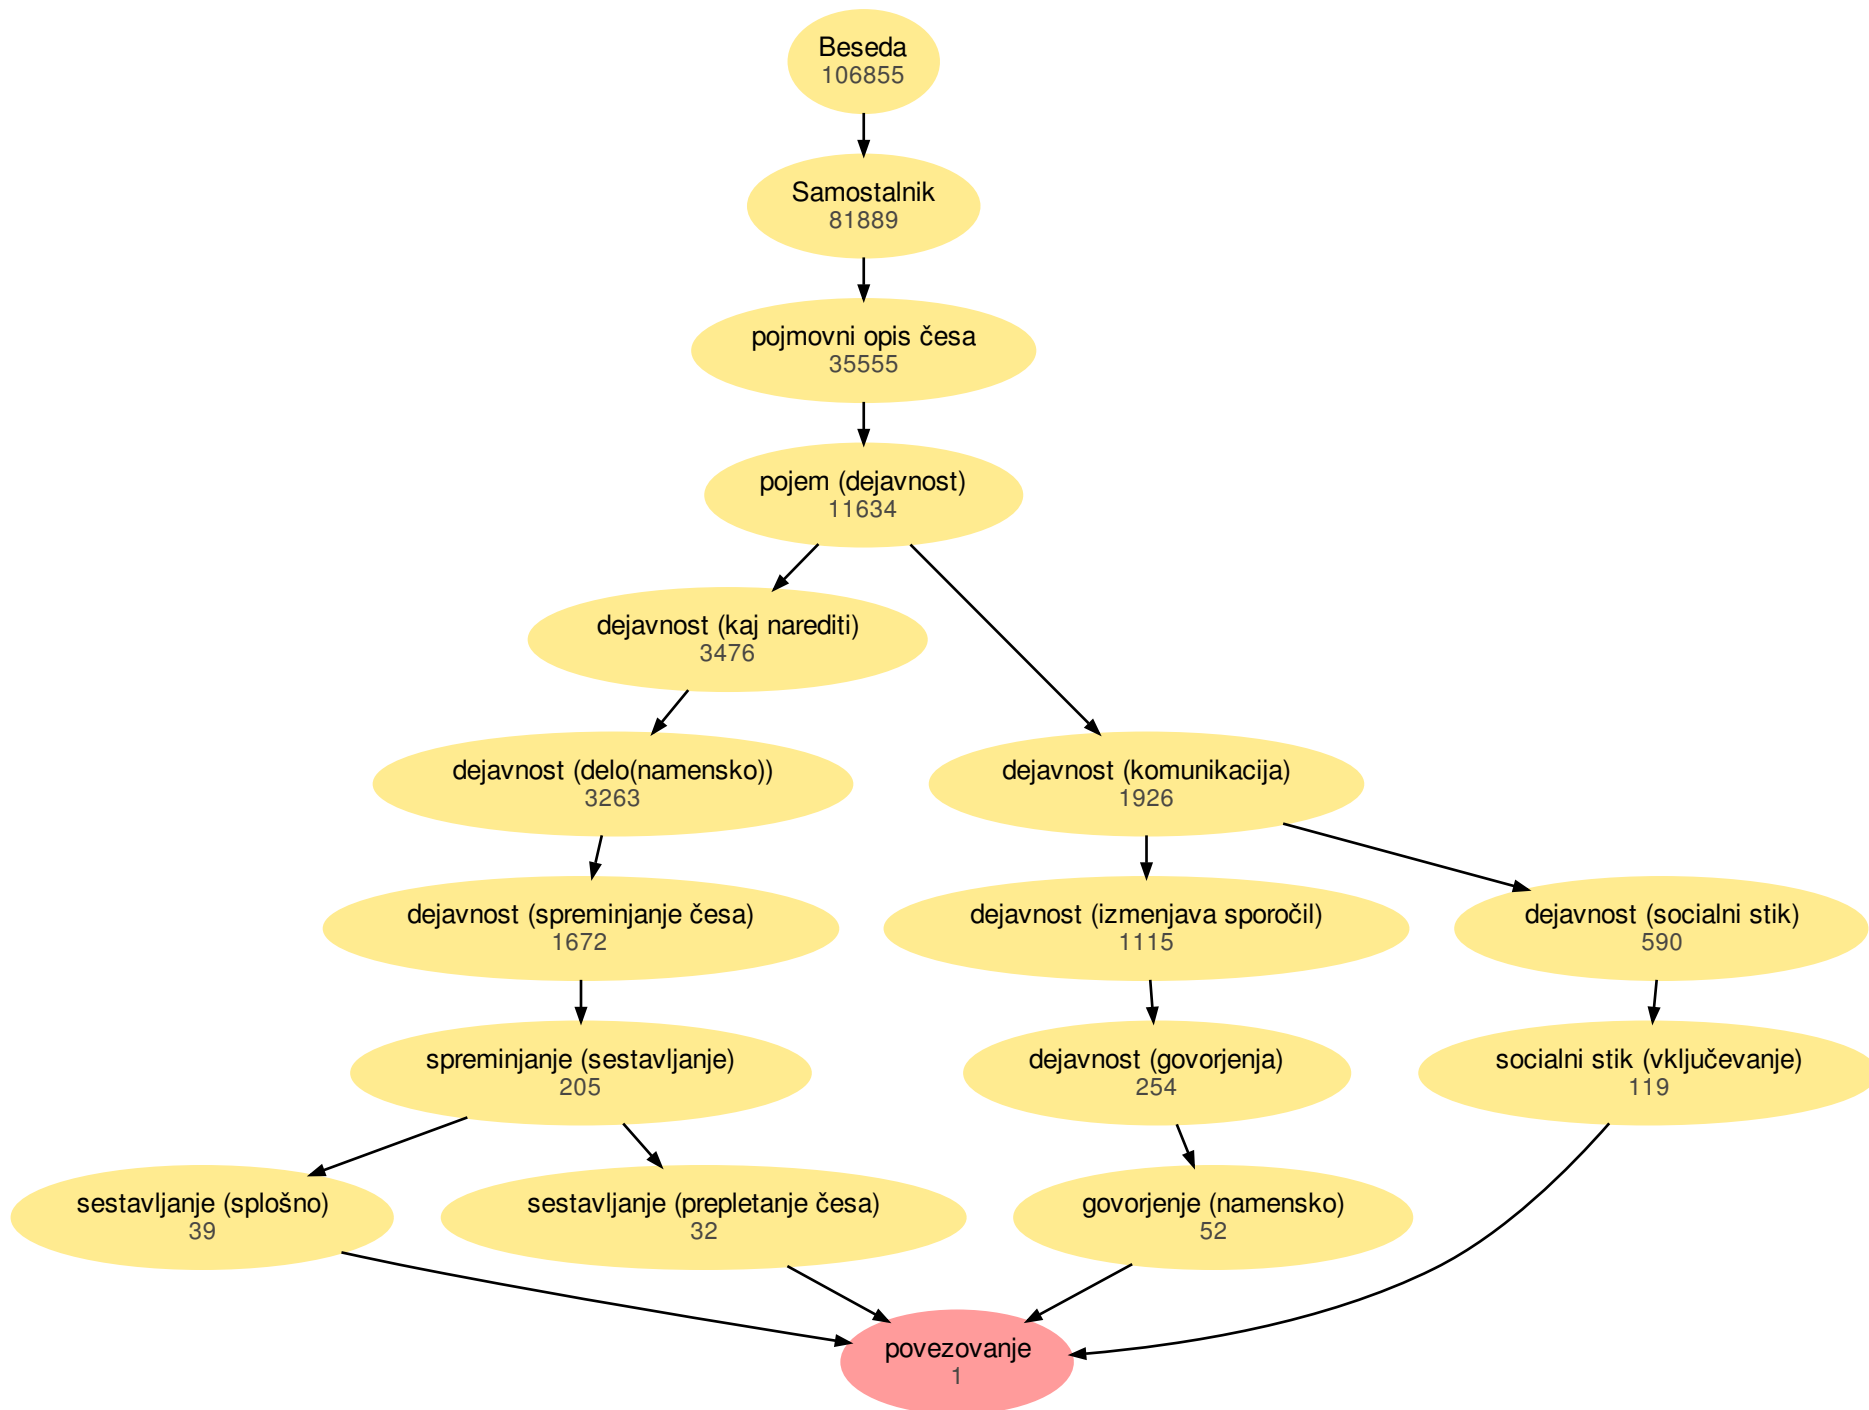 Beseda
106855
Samostalnik
81889
pojmovni opis česa
35555
pojem (dejavnost)
11634
dejavnost (kaj narediti)
3476
dejavnost (delo(namensko))
3263
dejavnost (komunikacija)
1926
dejavnost (spreminjanje česa)
1672
dejavnost (izmenjava sporočil)
1115
dejavnost (socialni stik)
590
spreminjanje (sestavljanje)
205
dejavnost (govorjenja)
254
socialni stik (vključevanje)
119
sestavljanje (splošno)
39
sestavljanje (prepletanje česa)
32
govorjenje (namensko)
52
povezovanje
1